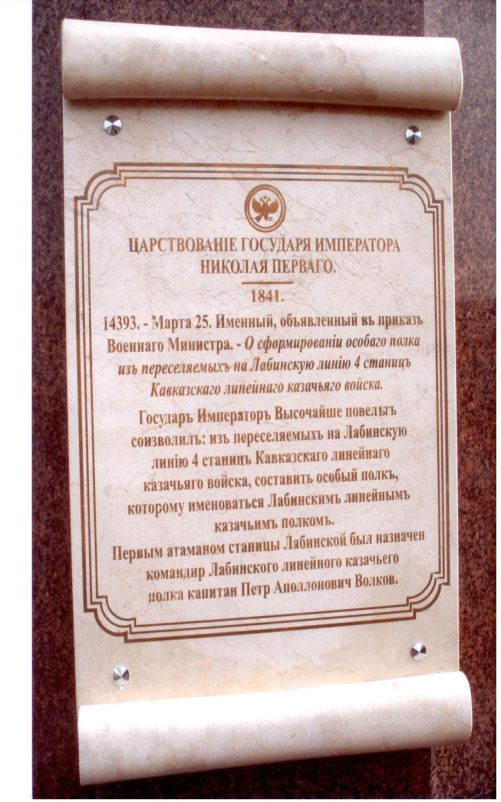 ЦАРСТВОВАНІЕ ГОСУДАРЯ ИМПЕРАТОРА
НИКОЛАЯ ПЕРВАГО.
1841.
14393. - Марта 25. Именный, объявленный въ приказѣ
Военнаго Министра. - О сформированіи особаго полка
изъ переселяемыхъ на Лабинскую линію 4 станицъ
Кавказскаго линейнаго казачьяго войска.
Государь Императоръ Высочайше повелѣть
соизволилъ: изъ переселяемыхъ на Лабинскую
линію 4 станицъ Кавказскаго линейнаго
казачьяго войска, составить особый полкъ,
которому именоваться Лабинскимъ линейнымъ
казачьимъ полкомъ.
Первым атаманом станицы Лабинской был назначен
командир Лабинского линейного казачьего
полка капитан Петр Аполлонович Волков.